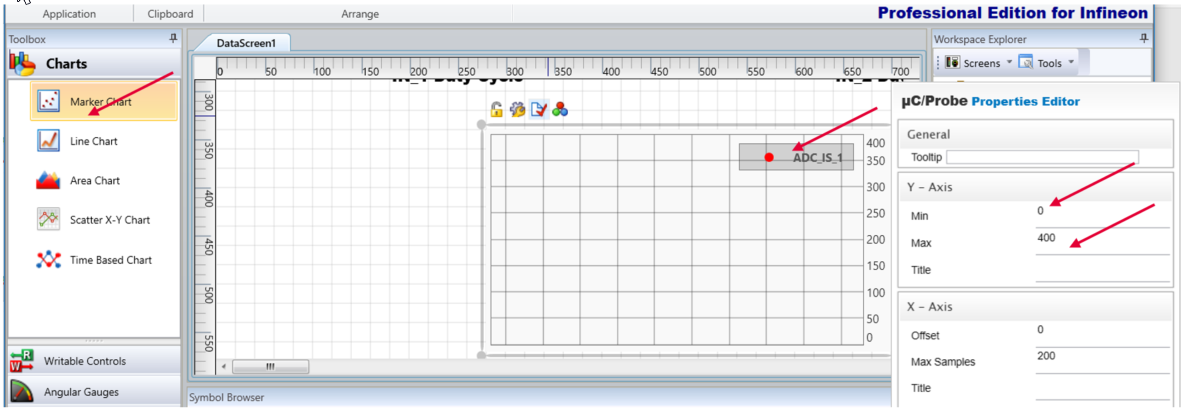 Application
Clipboard
Arrange
Professional Edition for Infineon
Toolbox
Charts
Marker Chart
Line Chart
Area Chart
Scatter X-Y Chart
Time Based Chart
Writable Controls
Angular Gauges
DataScreen1
0 50 100 150 200 250 300 350 400 450 500 550 600 650 700
300
350
400
450
500
550
ADC_IS_1
400
350
300
250
200
150
100
50
0
Symbol Browser
Workspace Explorer
Screens
Tools
µC/Probe Properties Editor
General
Tooltip
Y - Axis
Min 0
Max 400
Title
X - Axis
Offset 0
Max Samples 200
Title